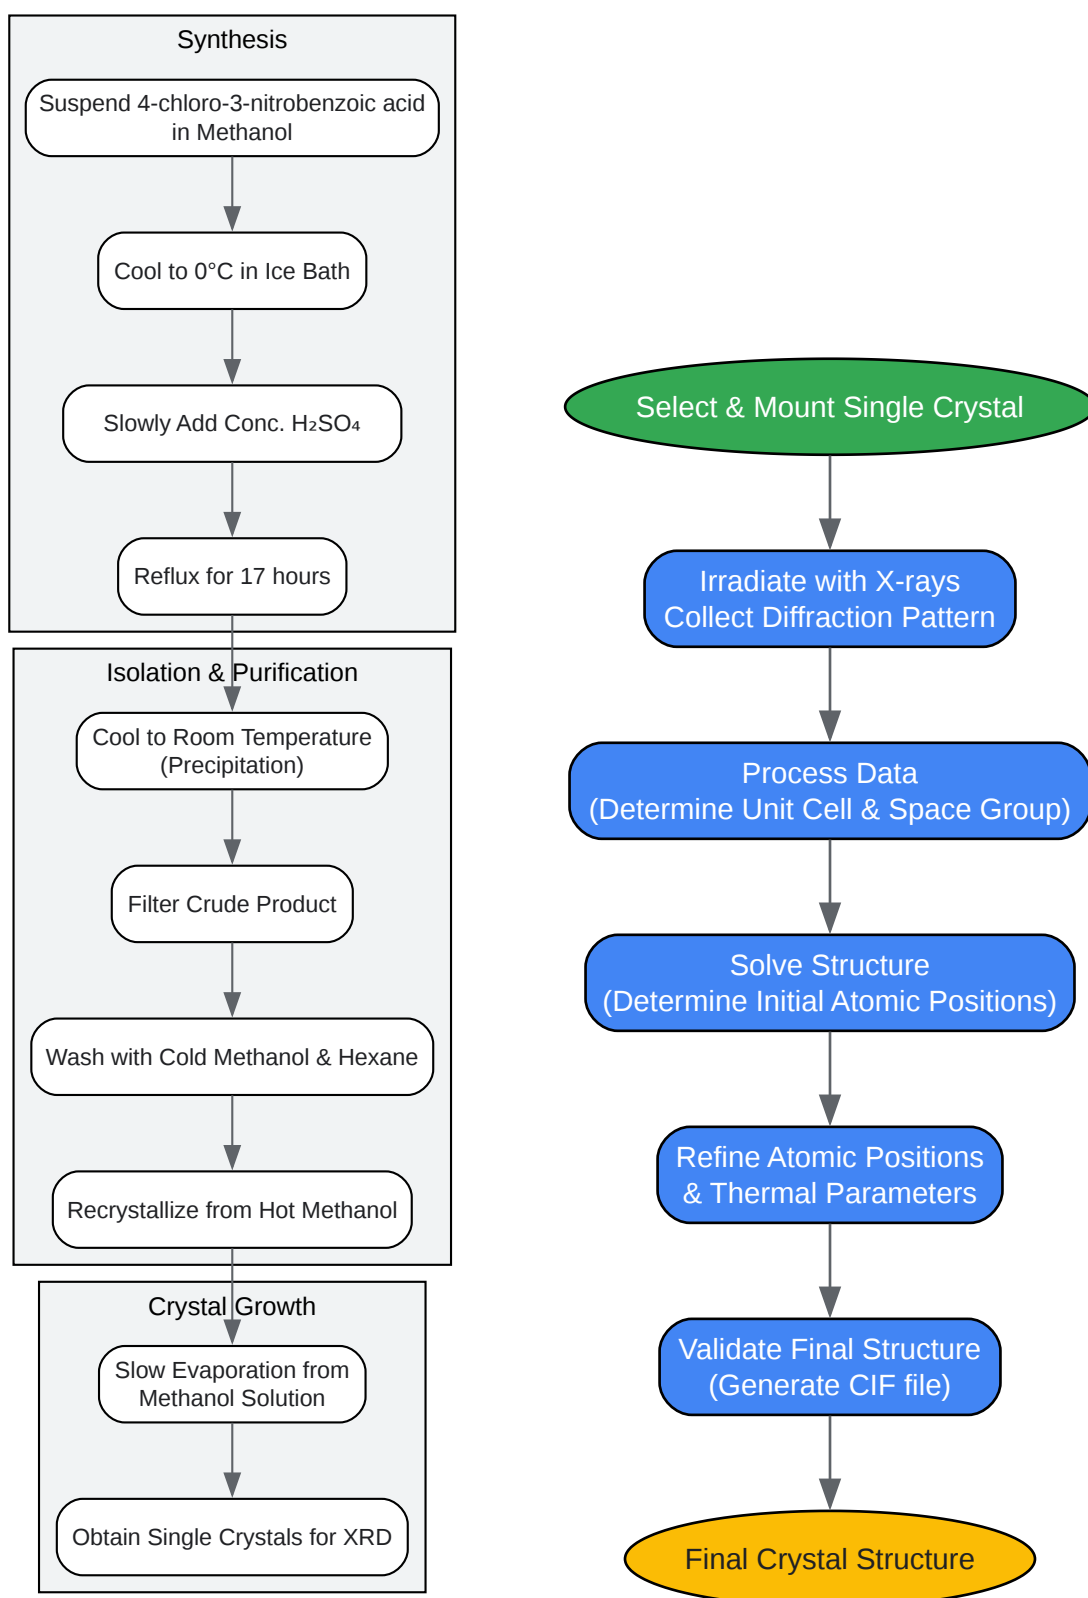 Synthesis
Suspend 4-chloro-3-nitrobenzoic acid
in Methanol
Cool to 0°C in Ice Bath
Slowly Add Conc. H₂SO₄
Reflux for 17 hours
Isolation & Purification
Cool to Room Temperature
(Precipitation)
Filter Crude Product
Wash with Cold Methanol & Hexane
Recrystallize from Hot Methanol
Crystal Growth
Slow Evaporation from
Methanol Solution
Obtain Single Crystals for XRD
Select & Mount Single Crystal
Irradiate with X-rays
Collect Diffraction Pattern
Process Data
(Determine Unit Cell & Space Group)
Solve Structure
(Determine Initial Atomic Positions)
Refine Atomic Positions
& Thermal Parameters
Validate Final Structure
(Generate CIF file)
Final Crystal Structure